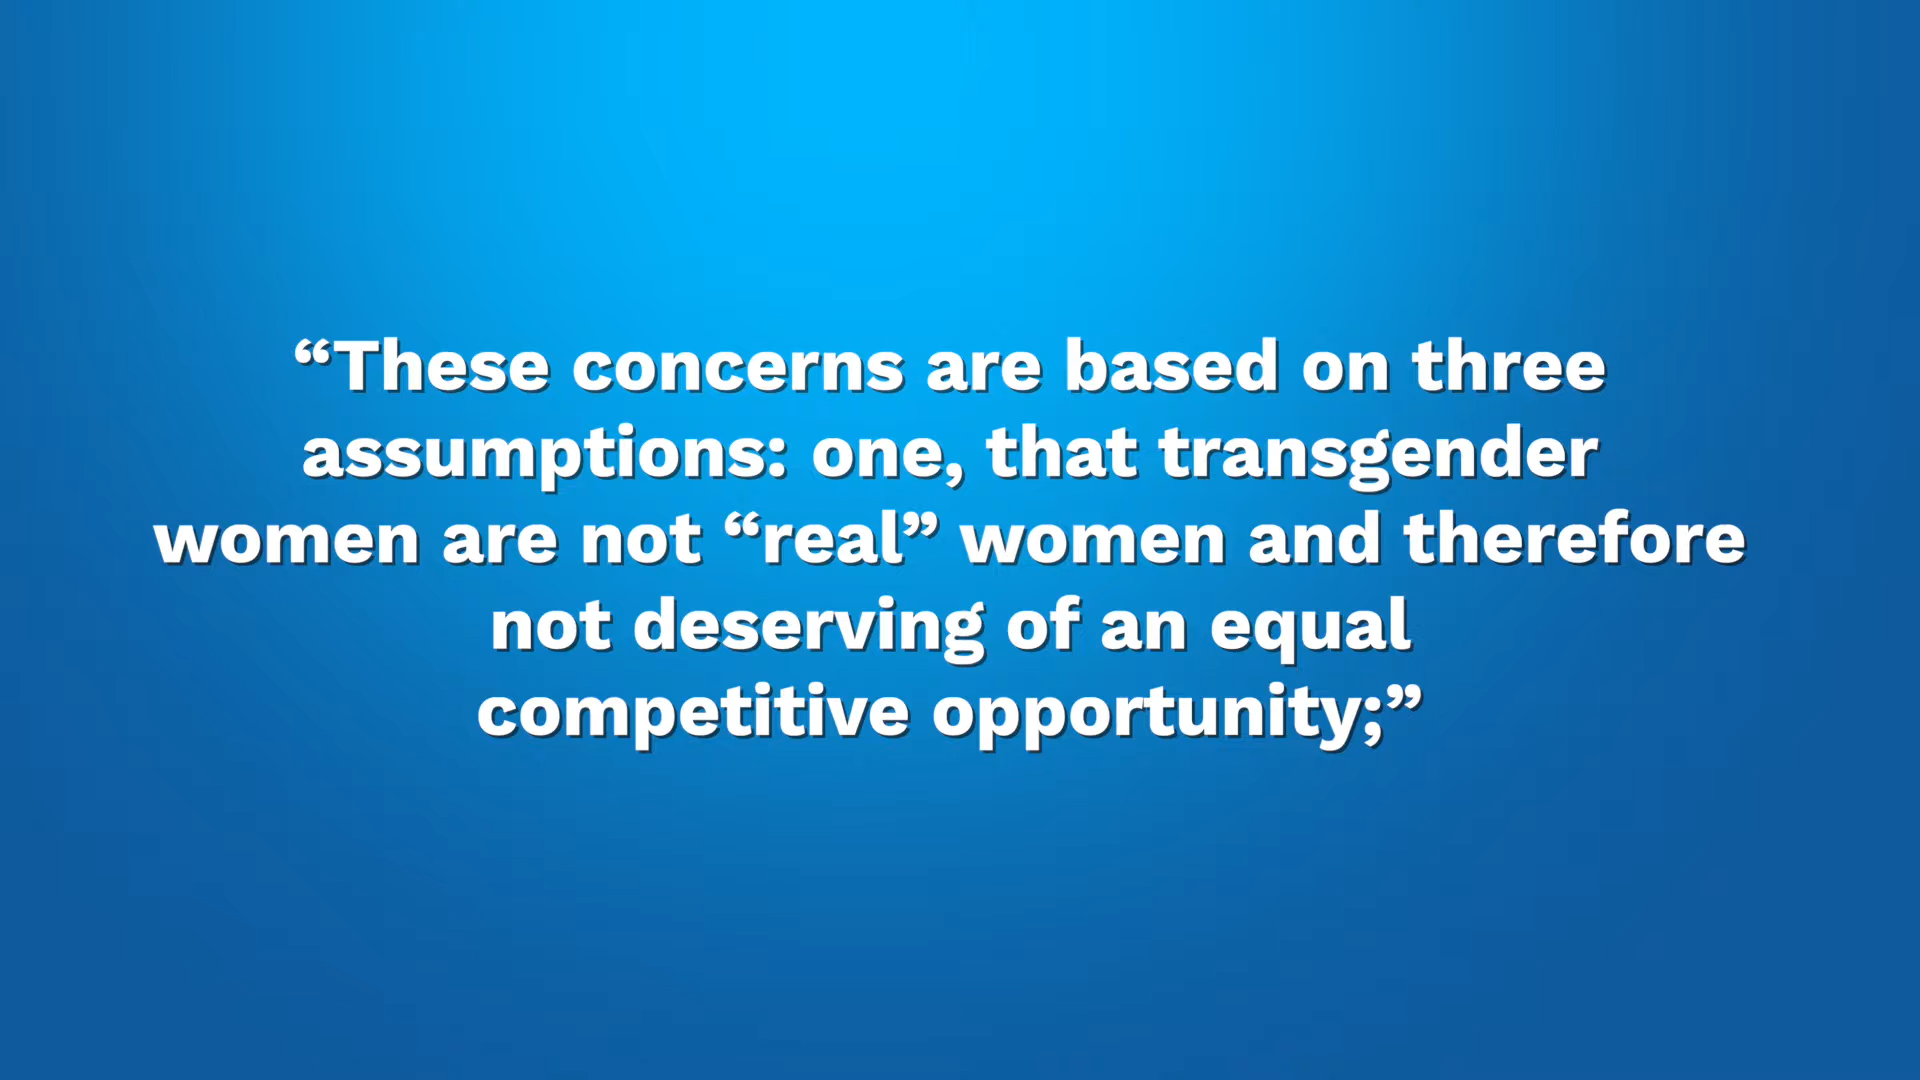 “These concerns are based on three
assumptions: one, that transgender
women are not “real” women and therefore
not deserving of an equal
competitive opportunity;”